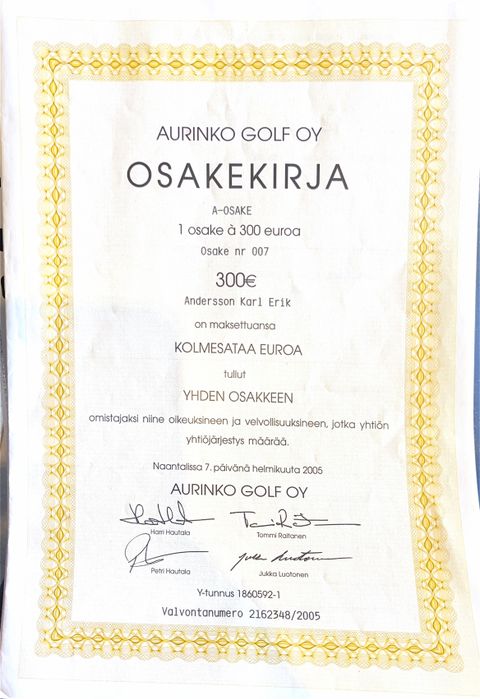 AURINKO GOLF OY
OSAKEKIRJA
A-OSAKE
1 osake à 300 euroa
Osake nr 007
300€
Andersson Karl Erik
on maksettuansa
KOLMESATAA EUROA
tullut
YHDEN OSAKKEEN
omistajaksi niine oikeuksineen ja velvollisuuksineen, jotka yhtiön
yhtiöjärjestys määrää.
Naantalissa 7. päivänä helmikuuta 2005
AURINKO GOLF OY
Harri Hautala
Tommi Raitanen
Petri Hautala
Jukka Luotonen
Y-tunnus 1860592-1
Valvontanumero 2162348/2005